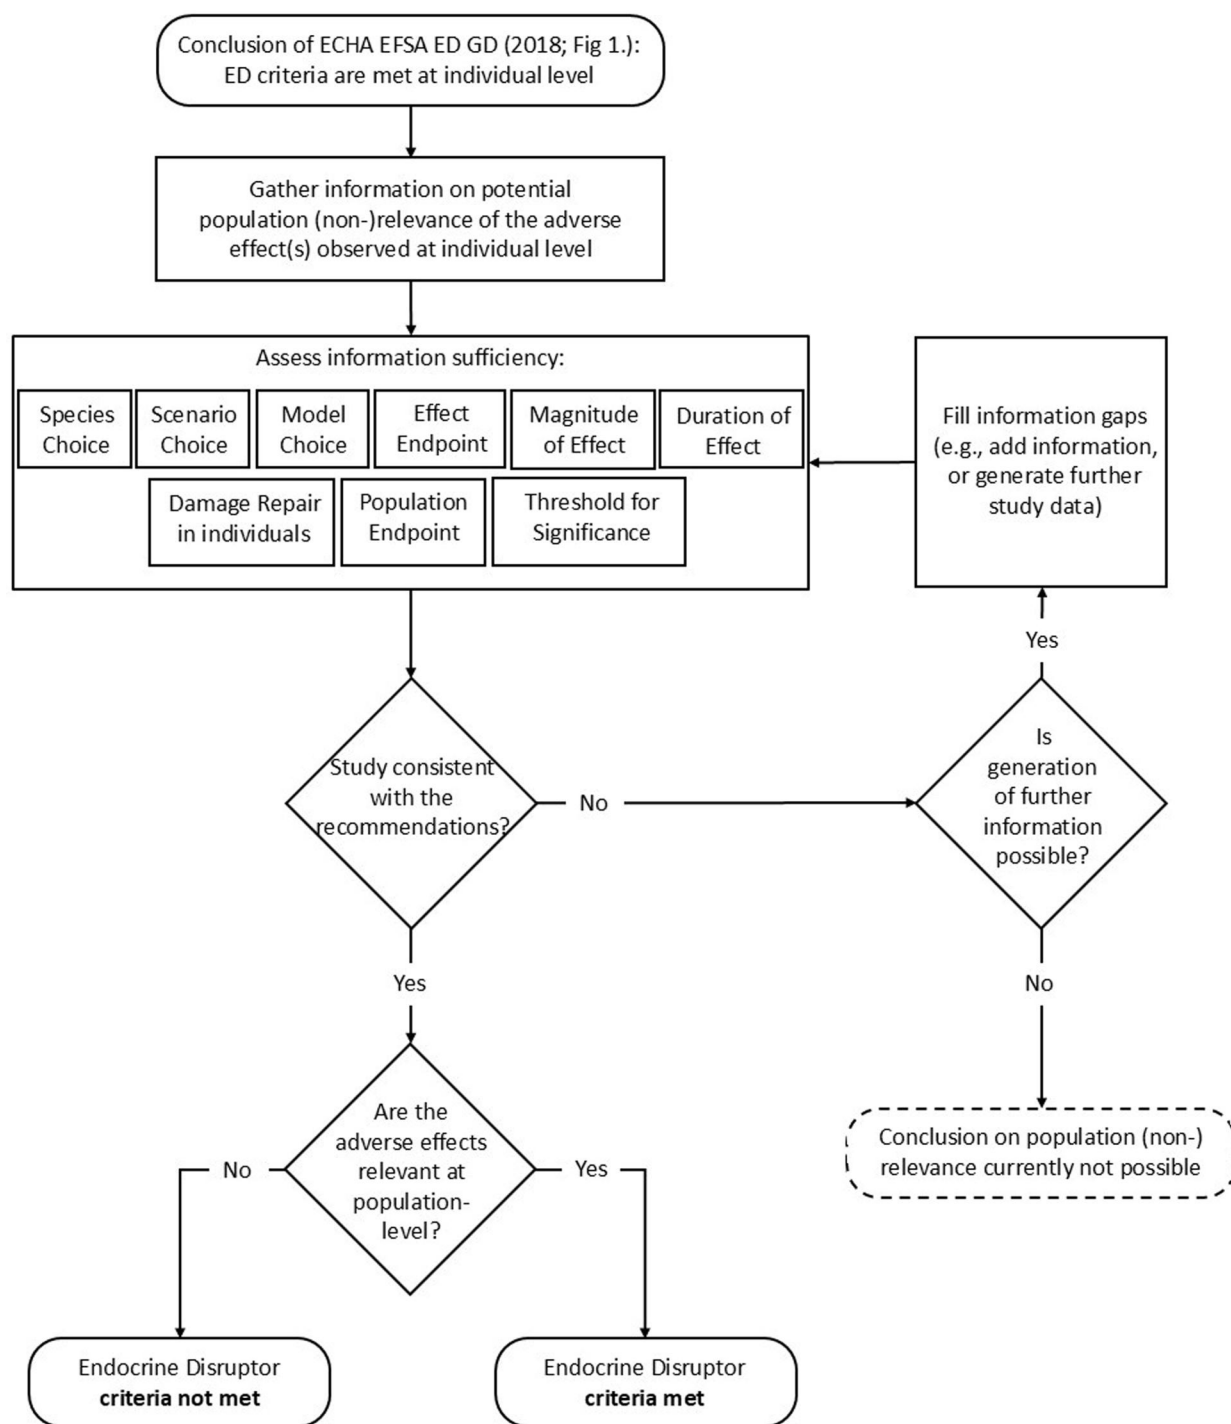 Conclusion of ECHA EFSA ED GD (2018; Fig 1.):
ED criteria are met at individual level
Gather information on potential
population (non-)relevance of the adverse
effect(s) observed at individual level
Assess information sufficiency:
Species
Choice
Scenario
Choice
Model
Choice
Effect
Endpoint
Magnitude
of Effect
Duration of
Effect
Damage Repair
in individuals
Population
Endpoint
Threshold for
Significance
Fill information gaps
(e.g., add information,
or generate further
study data)
Yes
Study consistent
with the
recommendations?
No
Is
generation
of further
information
possible?
Yes
No
Are the
adverse effects
relevant at
population-
level?
No
Yes
Conclusion on population (non-)
relevance currently not possible
Endocrine Disruptor
criteria not met
Endocrine Disruptor
criteria met